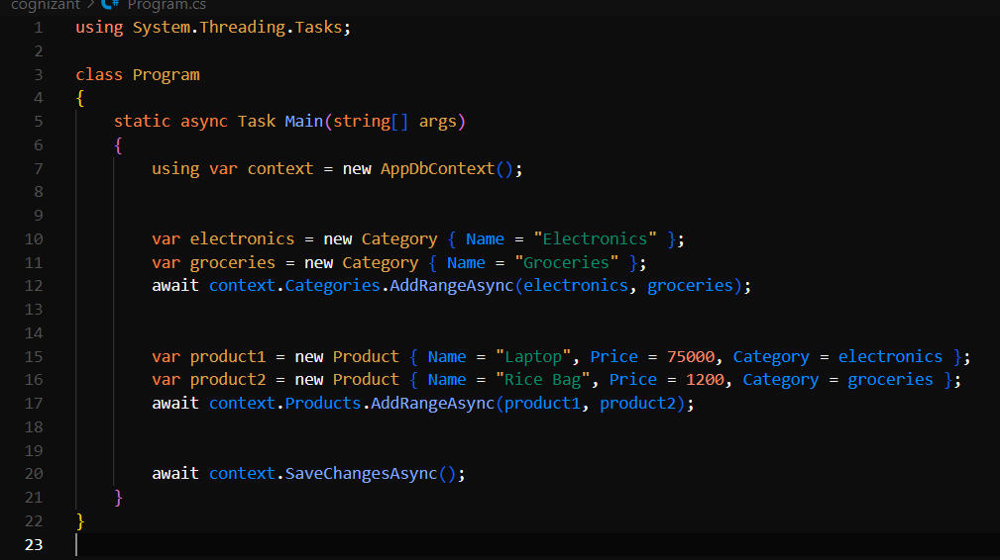 cognizant > C# Program.cs
1 using System.Threading.Tasks;
2
3 class Program
4 {
5     static async Task Main(string[] args)
6     {
7         using var context = new AppDbContext();
8
9
10         var electronics = new Category { Name = "Electronics" };
11         var groceries = new Category { Name = "Groceries" };
12         await context.Categories.AddRangeAsync(electronics, groceries);
13
14
15         var product1 = new Product { Name = "Laptop", Price = 75000, Category = electronics };
16         var product2 = new Product { Name = "Rice Bag", Price = 1200, Category = groceries };
17         await context.Products.AddRangeAsync(product1, product2);
18
19
20         await context.SaveChangesAsync();
21     }
22 }
23